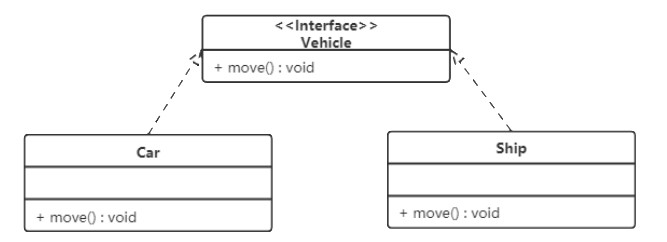 <<Interface>>
Vehicle
+ move() : void
Car
+ move() : void
Ship
+ move() : void